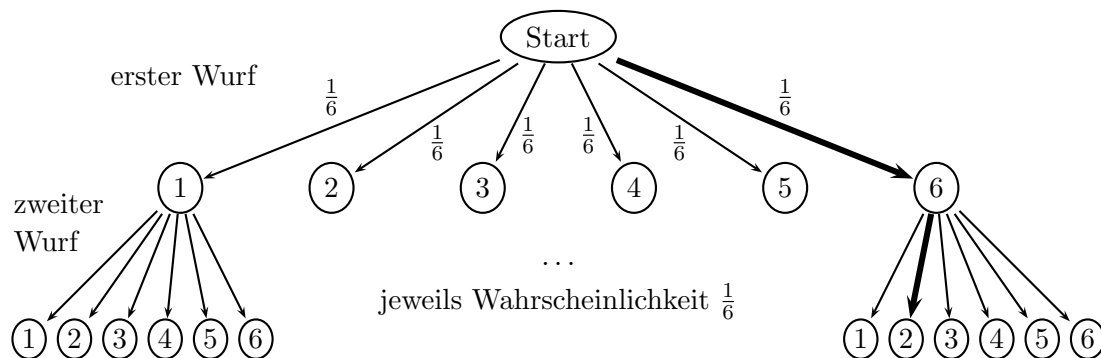 Start
erster Wurf
1/6 1/6 1/6 1/6 1/6 1/6
1 2 3 4 5 6
zweiter
Wurf
...
jeweils Wahrscheinlichkeit 1/6
1 2 3 4 5 6 1 2 3 4 5 6